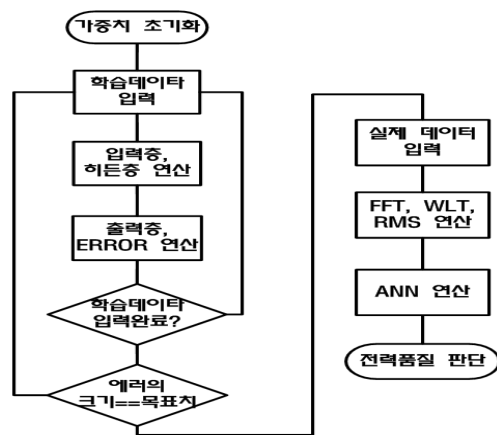 가중치 초기화
학습데이타
입력
입력층,
히든층 연산
출력층,
ERROR 연산
학습데이타
입력완료?
에러의
크기==목표치
실제 데이터
입력
FFT, WLT,
RMS 연산
ANN 연산
전력품질 판단